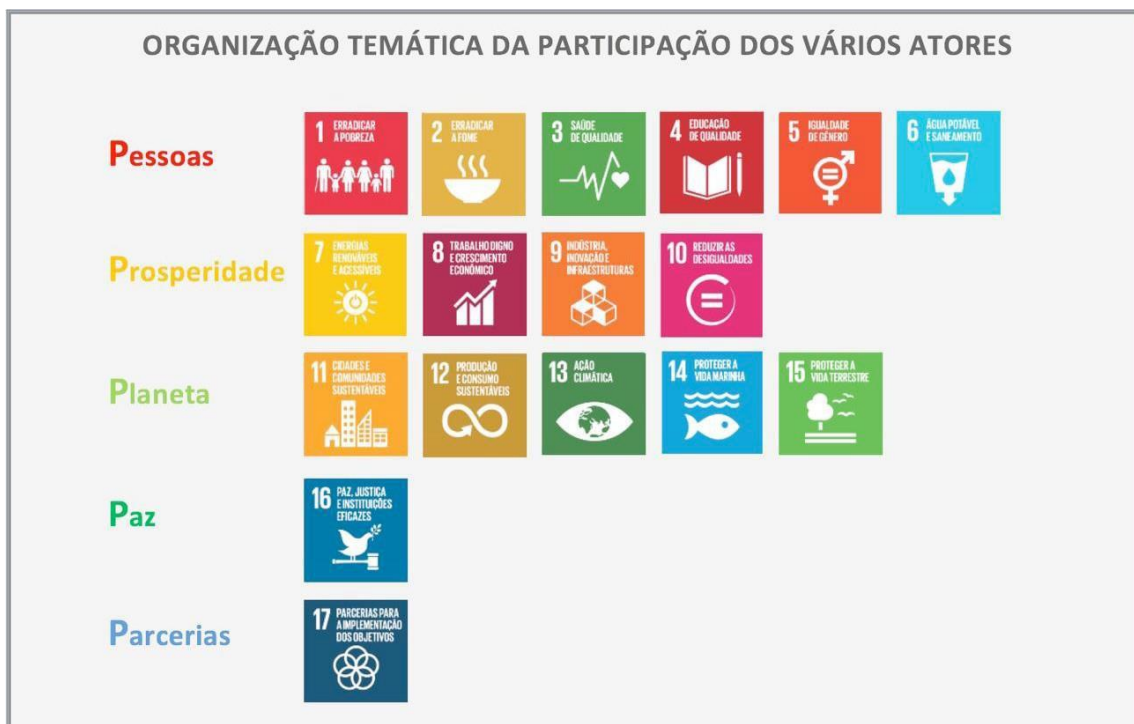 ORGANIZAÇÃO TEMÁTICA DA PARTICIPAÇÃO DOS VÁRIOS ATORES
Pessoas
1 ERRADICAR
A POBREZA
2 ERRADICAR
A FOME
3 SAÚDE
DE QUALIDADE
4 EDUCAÇÃO
DE QUALIDADE
5 IGUALDADE
DE GÉNERO
6 ÁGUA POTÁVEL
E SANEAMENTO
Prosperidade
7 ENERGIAS
RENOVÁVEIS
E ACESSÍVEIS
8 TRABALHO DIGNO
E CRESCIMENTO
ECONÓMICO
9 INDÚSTRIA,
INOVAÇÃO E
INFRAESTRUTURAS
10 REDUZIR AS
DESIGUALDADES
Planeta
11 CIDADES E
COMUNIDADES
SUSTENTÁVEIS
12 PRODUÇÃO
E CONSUMO
SUSTENTÁVEIS
13 AÇÃO
CLIMÁTICA
14 PROTEGER A
VIDA MARINHA
15 PROTEGER A
VIDA TERRESTRE
Paz
16 PAZ, JUSTIÇA
E INSTITUIÇÕES
EFICAZES
Parcerias
17 PARCERIAS PARA
A IMPLEMENTAÇÃO
DOS OBJETIVOS